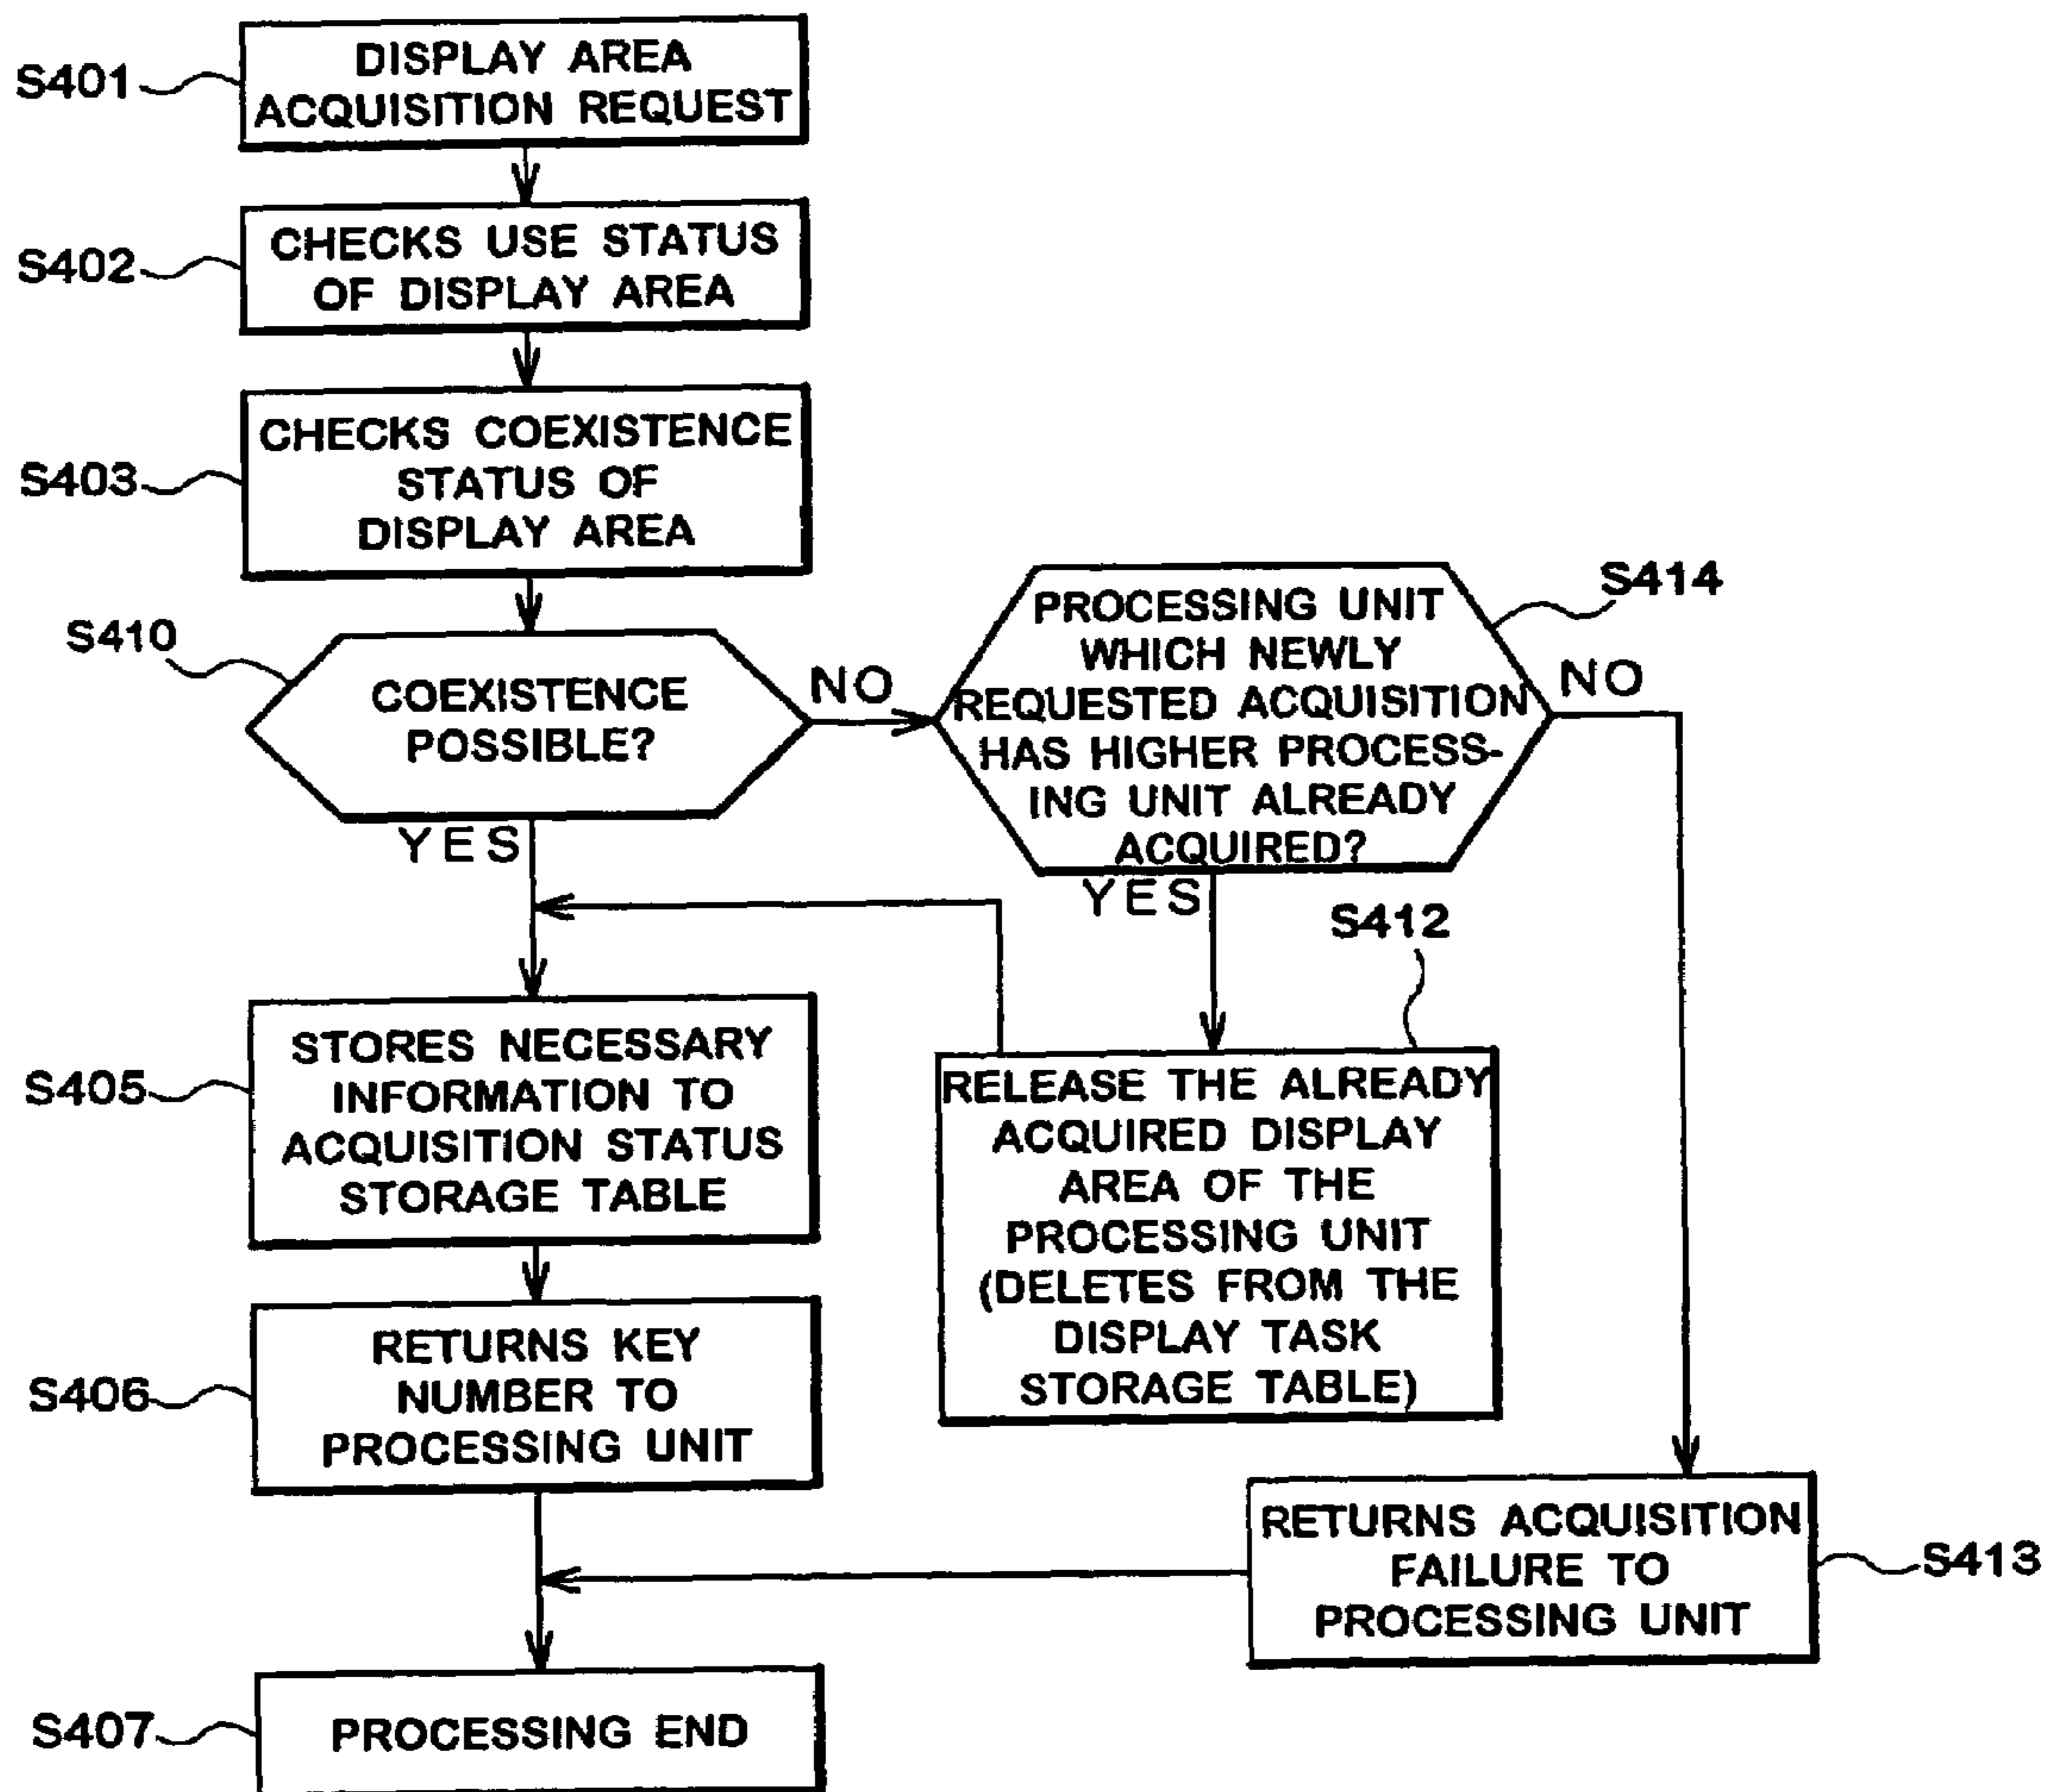 S401
DISPLAY AREA
ACQUISITION REQUEST
S402
CHECKS USE STATUS
OF DISPLAY AREA
S403
CHECKS COEXISTENCE
STATUS OF
DISPLAY AREA
S410
COEXISTENCE
POSSIBLE?
NO
YES
S414
PROCESSING UNIT
WHICH NEWLY
REQUESTED ACQUISITION
HAS HIGHER PROCESS-
ING UNIT ALREADY
ACQUIRED?
NO
YES
S412
RELEASE THE ALREADY
ACQUIRED DISPLAY
AREA OF THE
PROCESSING UNIT
(DELETES FROM THE
DISPLAY TASK
STORAGE TABLE)
S405
STORES NECESSARY
INFORMATION TO
ACQUISITION STATUS
STORAGE TABLE
S406
RETURNS KEY
NUMBER TO
PROCESSING UNIT
RETURNS ACQUISITION
FAILURE TO
PROCESSING UNIT
S413
S407
PROCESSING END